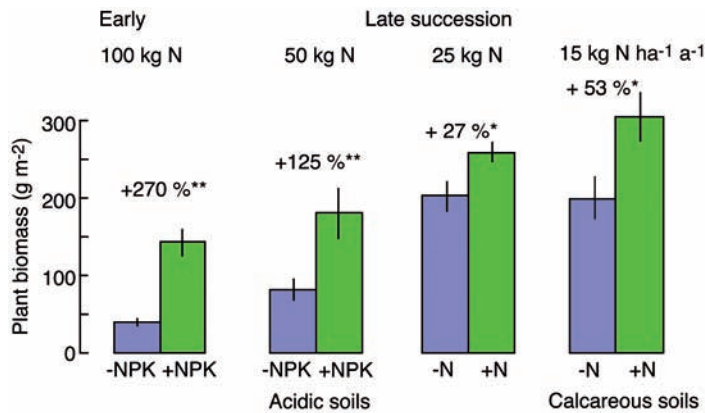 Early
Late succession
100 kg N
50 kg N
25 kg N
15 kg N ha-1 a-1
+ 53 %*
+ 27 %*
+125 %**
+270 %**
Plant biomass (g m-2)
300
200
100
0
-NPK +NPK
-NPK +NPK
-N +N
-N +N
Acidic soils
Calcareous soils